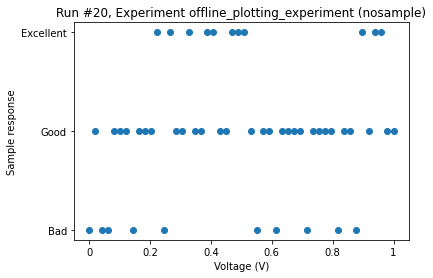 Run #20, Experiment offline_plotting_experiment (nosample)
Excellent
Good
Bad
Sample response
0 0.2 0.4 0.6 0.8 1
Voltage (V)